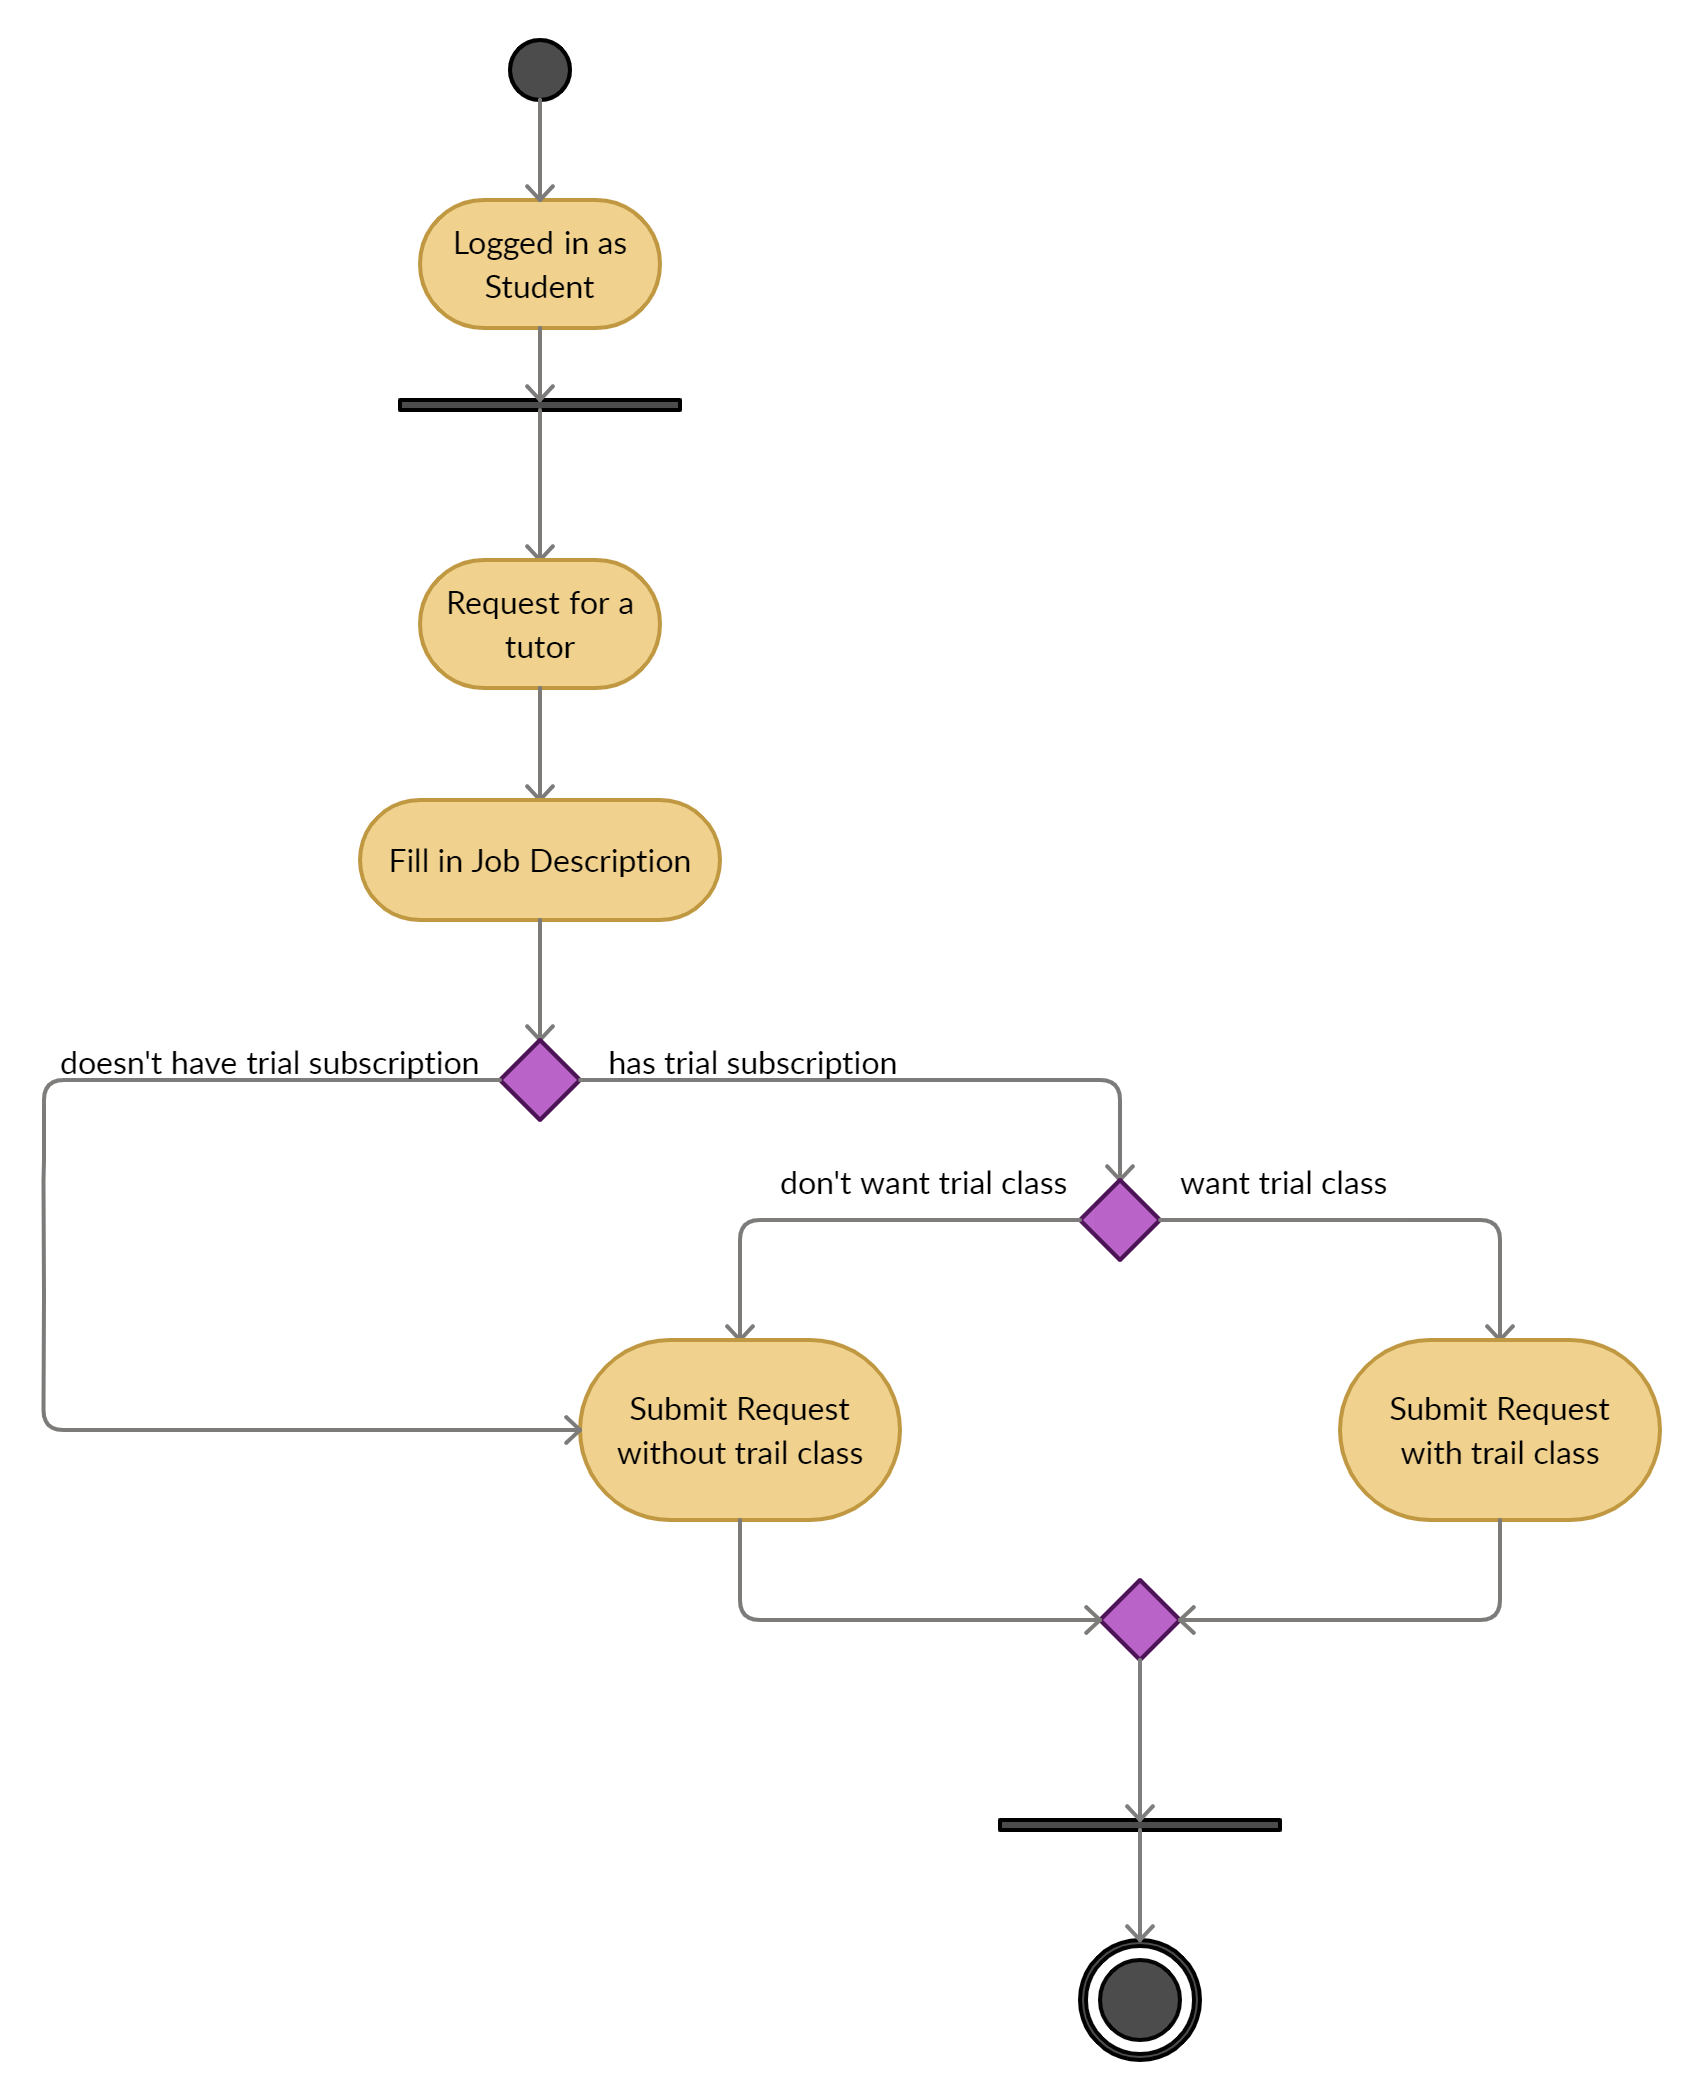 Logged in as
Student
Request for a
tutor
Fill in Job Description
doesn't have trial subscription
has trial subscription
don't want trial class
want trial class
Submit Request
without trail class
Submit Request
with trail class